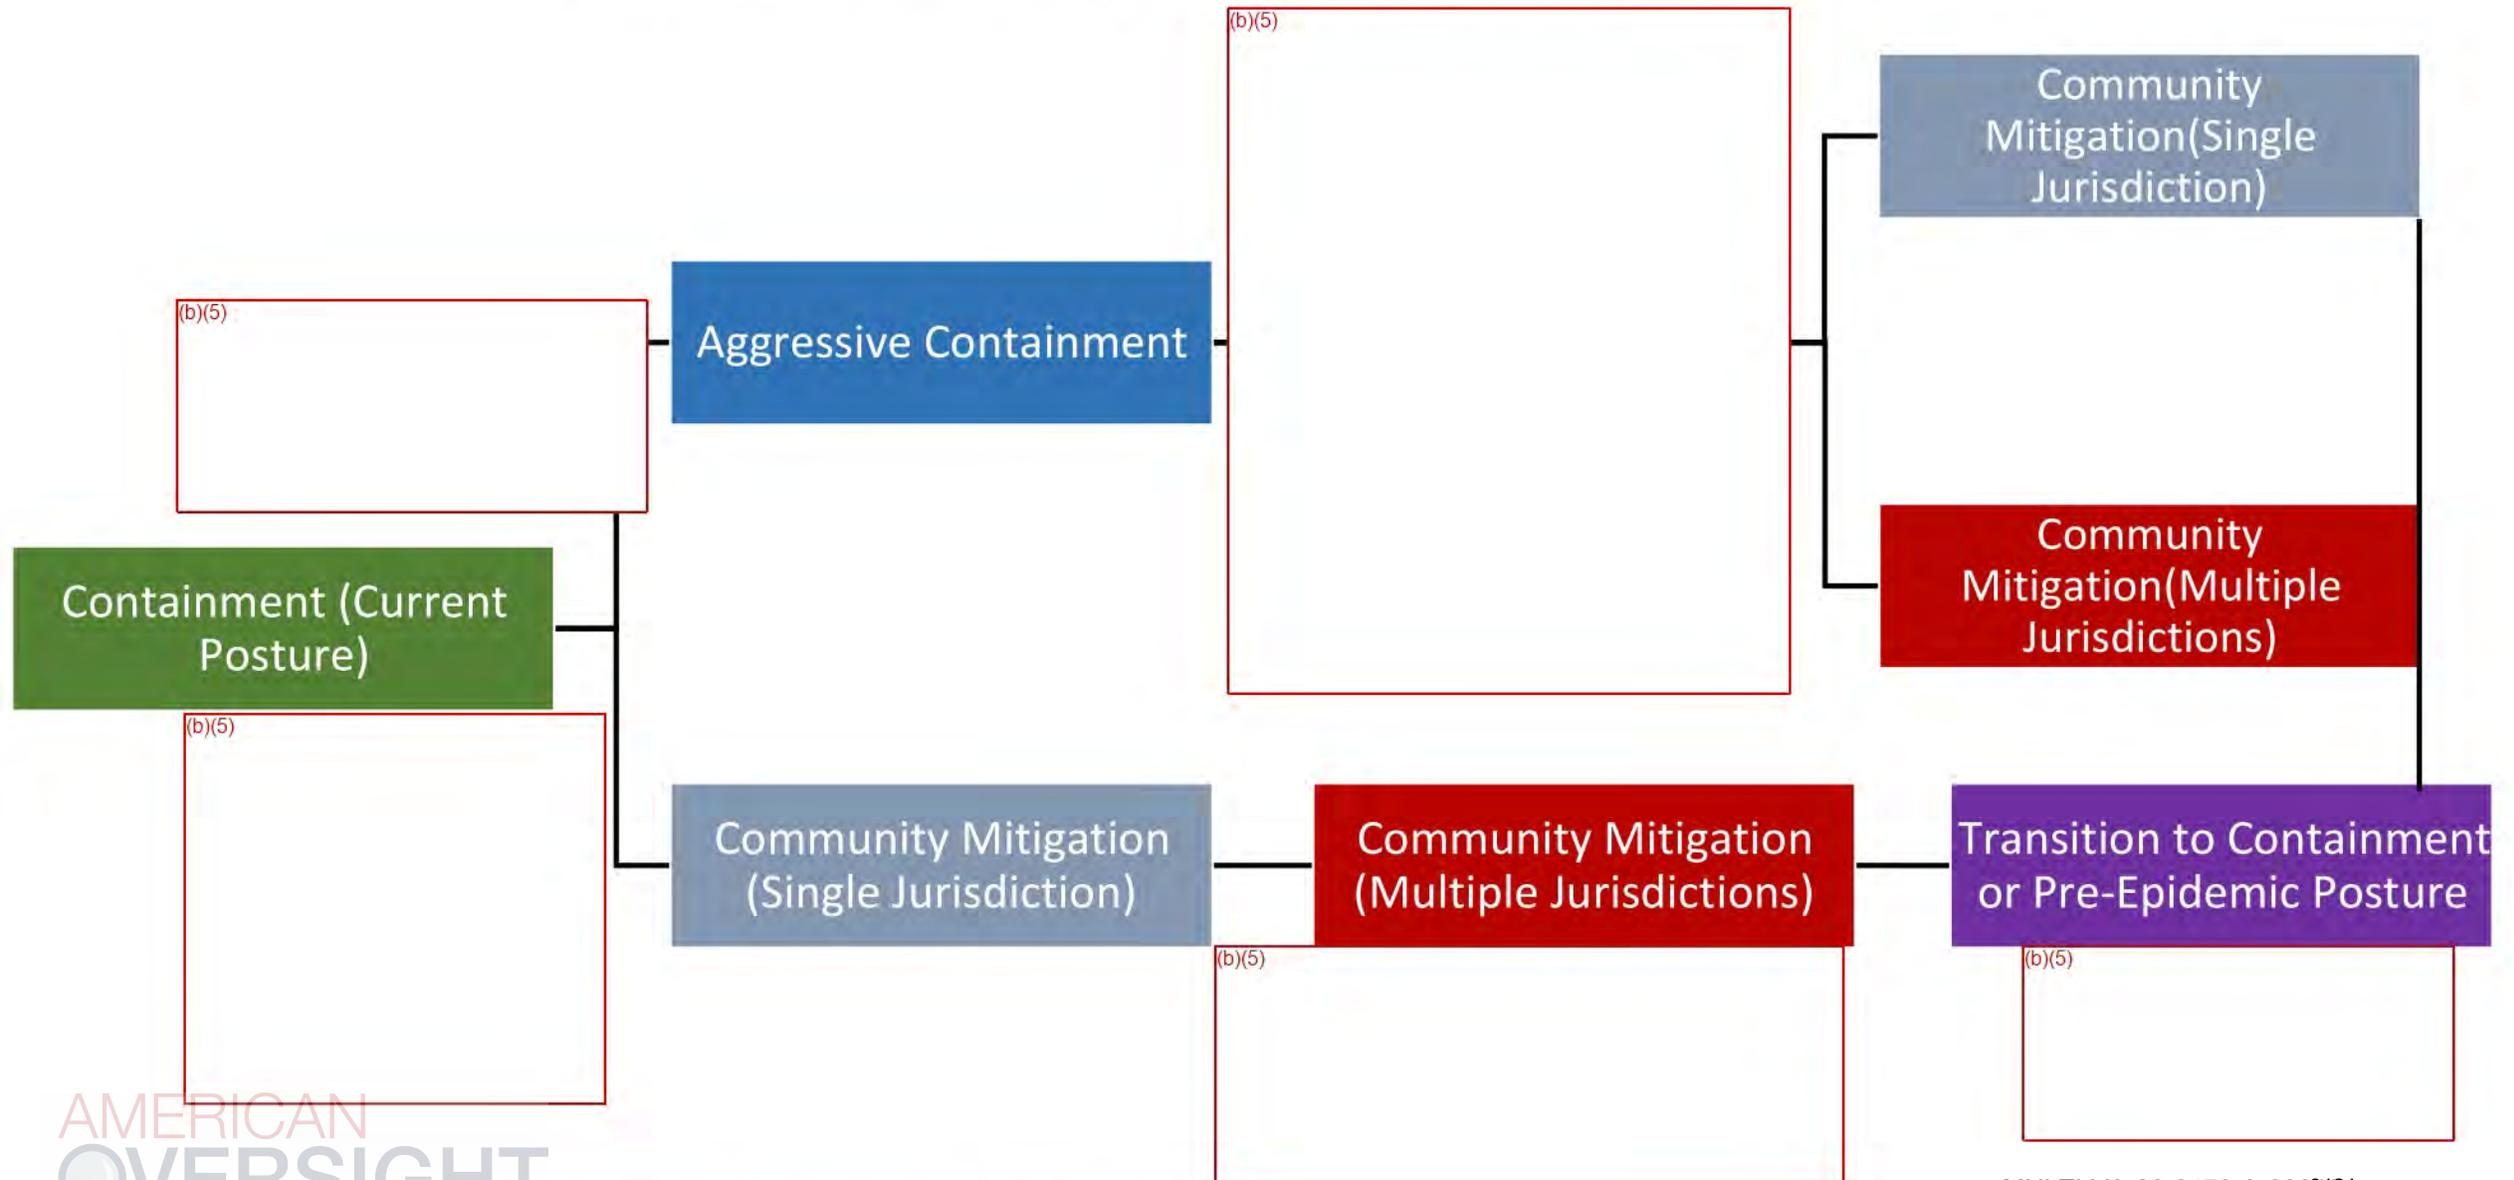 (b)(5)
Community
Mitigation(Single
Jurisdiction)
(b)(5)
Aggressive Containment
Containment (Current
Posture)
Community
Mitigation(Multiple
Jurisdictions)
(b)(5)
Community Mitigation
(Single Jurisdiction)
Community Mitigation
(Multiple Jurisdictions)
Transition to Containment
or Pre-Epidemic Posture
(b)(5)
(b)(5)
AMERICAN
OVERSIGHT